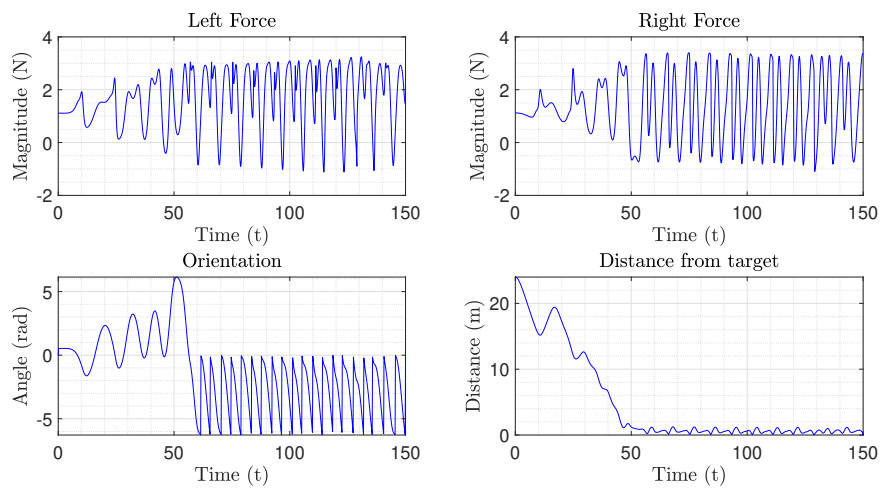 Left Force
Magnitude (N)
4
2
0
-2
0
50
100
150
Time (t)
Right Force
Magnitude (N)
4
2
0
-2
0
50
100
150
Time (t)
Orientation
Angle (rad)
5
0
-5
0
50
100
150
Time (t)
Distance from target
Distance (m)
20
10
0
0
50
100
150
Time (t)